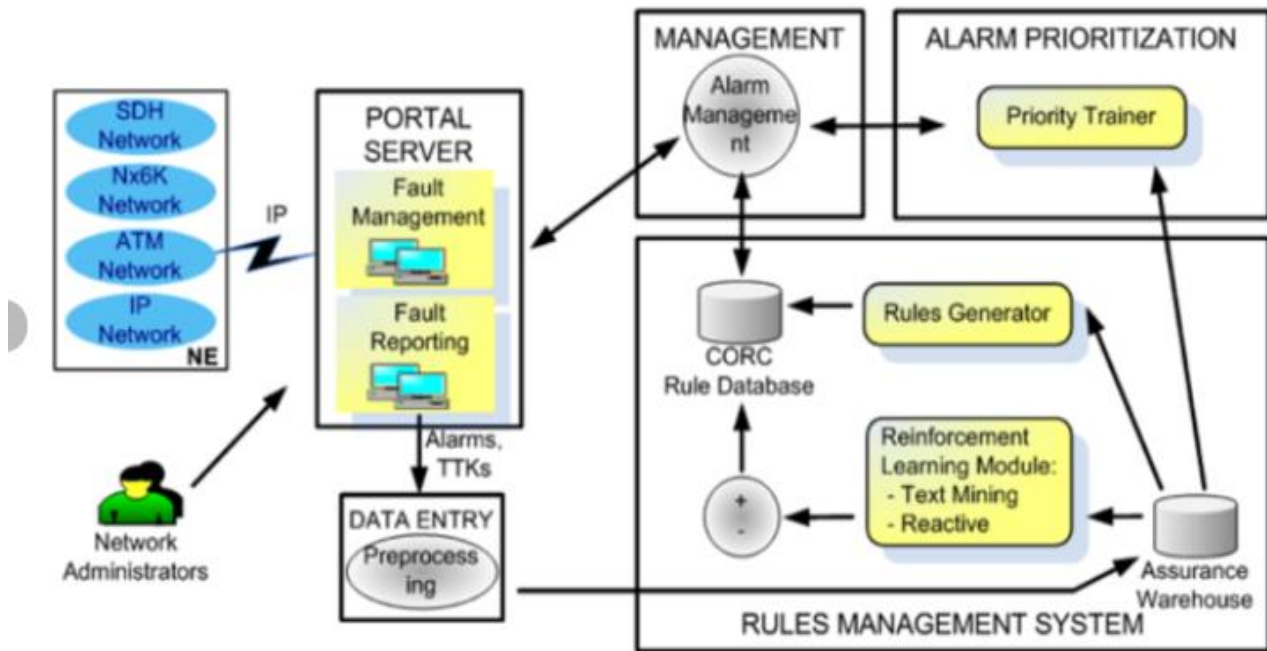 SDH
Network
Nx6K
Network
ATM
Network
IP
Network
NE
IP
Network
Administrators
PORTAL
SERVER
Fault
Management
Fault
Reporting
Alarms,
TTKs
DATA ENTRY
Preprocess
ing
MANAGEMENT
Alarm
Manageme
nt
ALARM PRIORITIZATION
Priority Trainer
CORC
Rule Database
Rules Generator
Reinforcement
Learning Module:
- Text Mining
- Reactive
+
-
Assurance
Warehouse
RULES MANAGEMENT SYSTEM